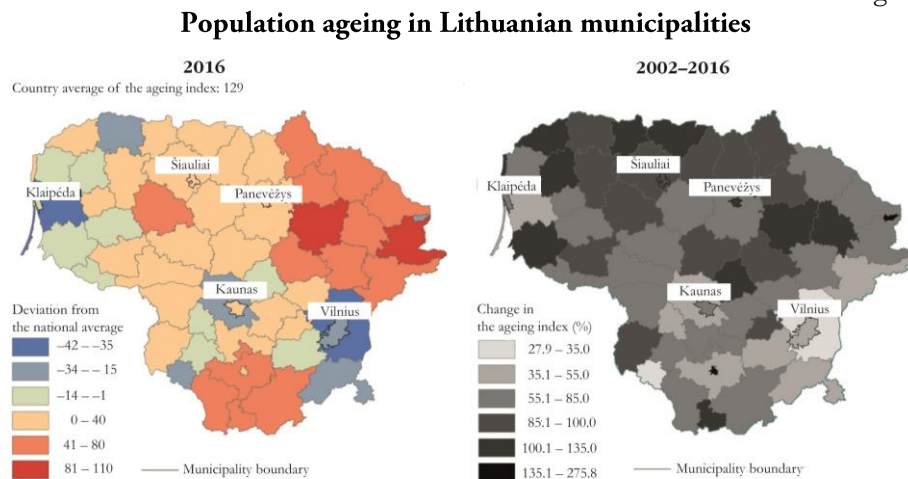 g
Population ageing in Lithuanian municipalities
2016
Country average of the ageing index: 129
Šiauliai
Klaipéda
Panevėžys
Kaunas
Vilnius
Deviation from
the national average
–42 – –35
–34 – – 15
–14 – –1
0 – 40
41 – 80
81 – 110
Municipality boundary
2002–2016
Šiauliai
Klaipéda
Panevėžys
Kaunas
Vilnius
Change in
the ageing index (%)
27.9 – 35.0
35.1 – 55.0
55.1 – 85.0
85.1 – 100.0
100.1 – 135.0
135.1 – 275.8
Municipality boundary